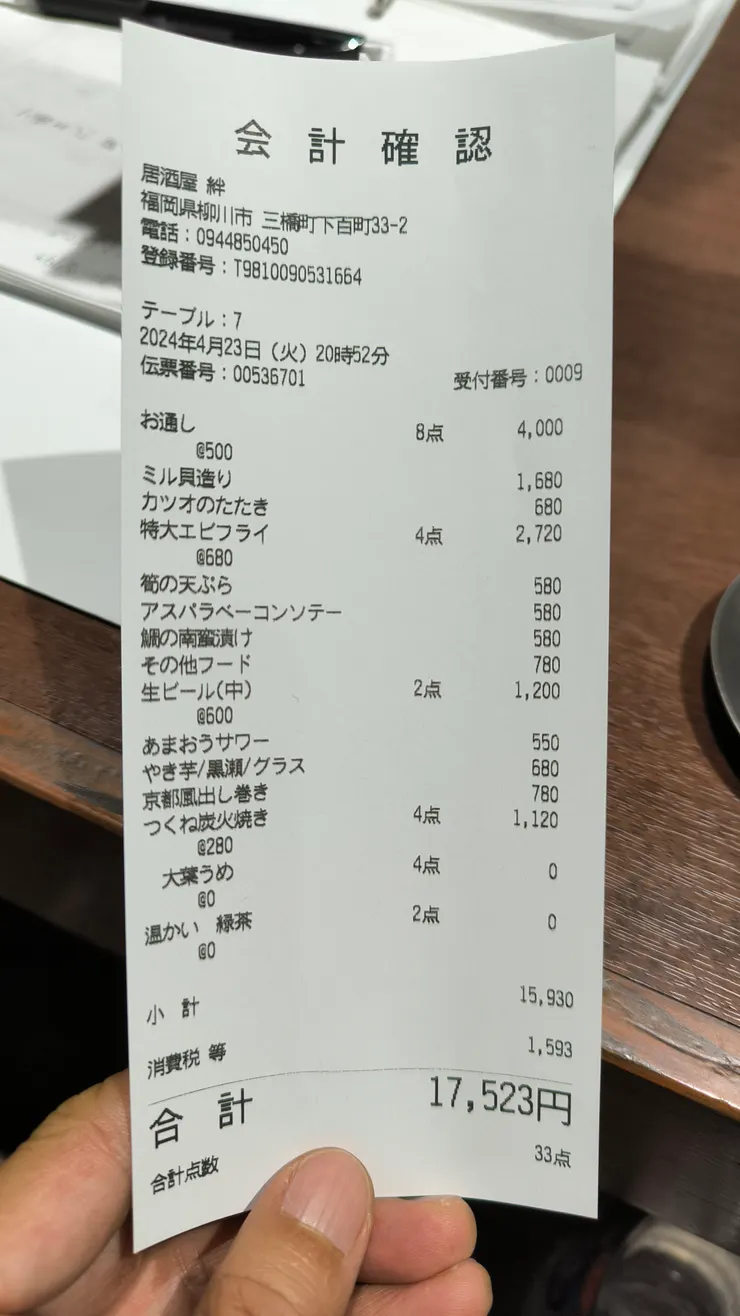 会計確認
居酒屋 絆
福岡県柳川市 三橋町下百町33-2
電話：0944850450
登録番号：T9810090531664
テーブル：7
2024年4月23日（火）20時52分
伝票番号：00536701 受付番号：0009
お通し 8点 4,000
@500
ミル貝造り 1,680
カツオのたたき 680
特大エビフライ 4点 2,720
@680
筍の天ぷら 580
アスパラベーコンソテー 580
鯛の南蛮漬け 580
その他フード 780
生ビール(中) 2点 1,200
@600
あまおうサワー 550
やき芋/黒瀬/グラス 680
京都風出し巻き 780
つくね炭火焼き 4点 1,120
@280
大葉うめ 4点 0
@0
温かい 緑茶 2点 0
@0
小 計 15,930
消費税 等 1,593
合 計 17,523円
合計点数 33点